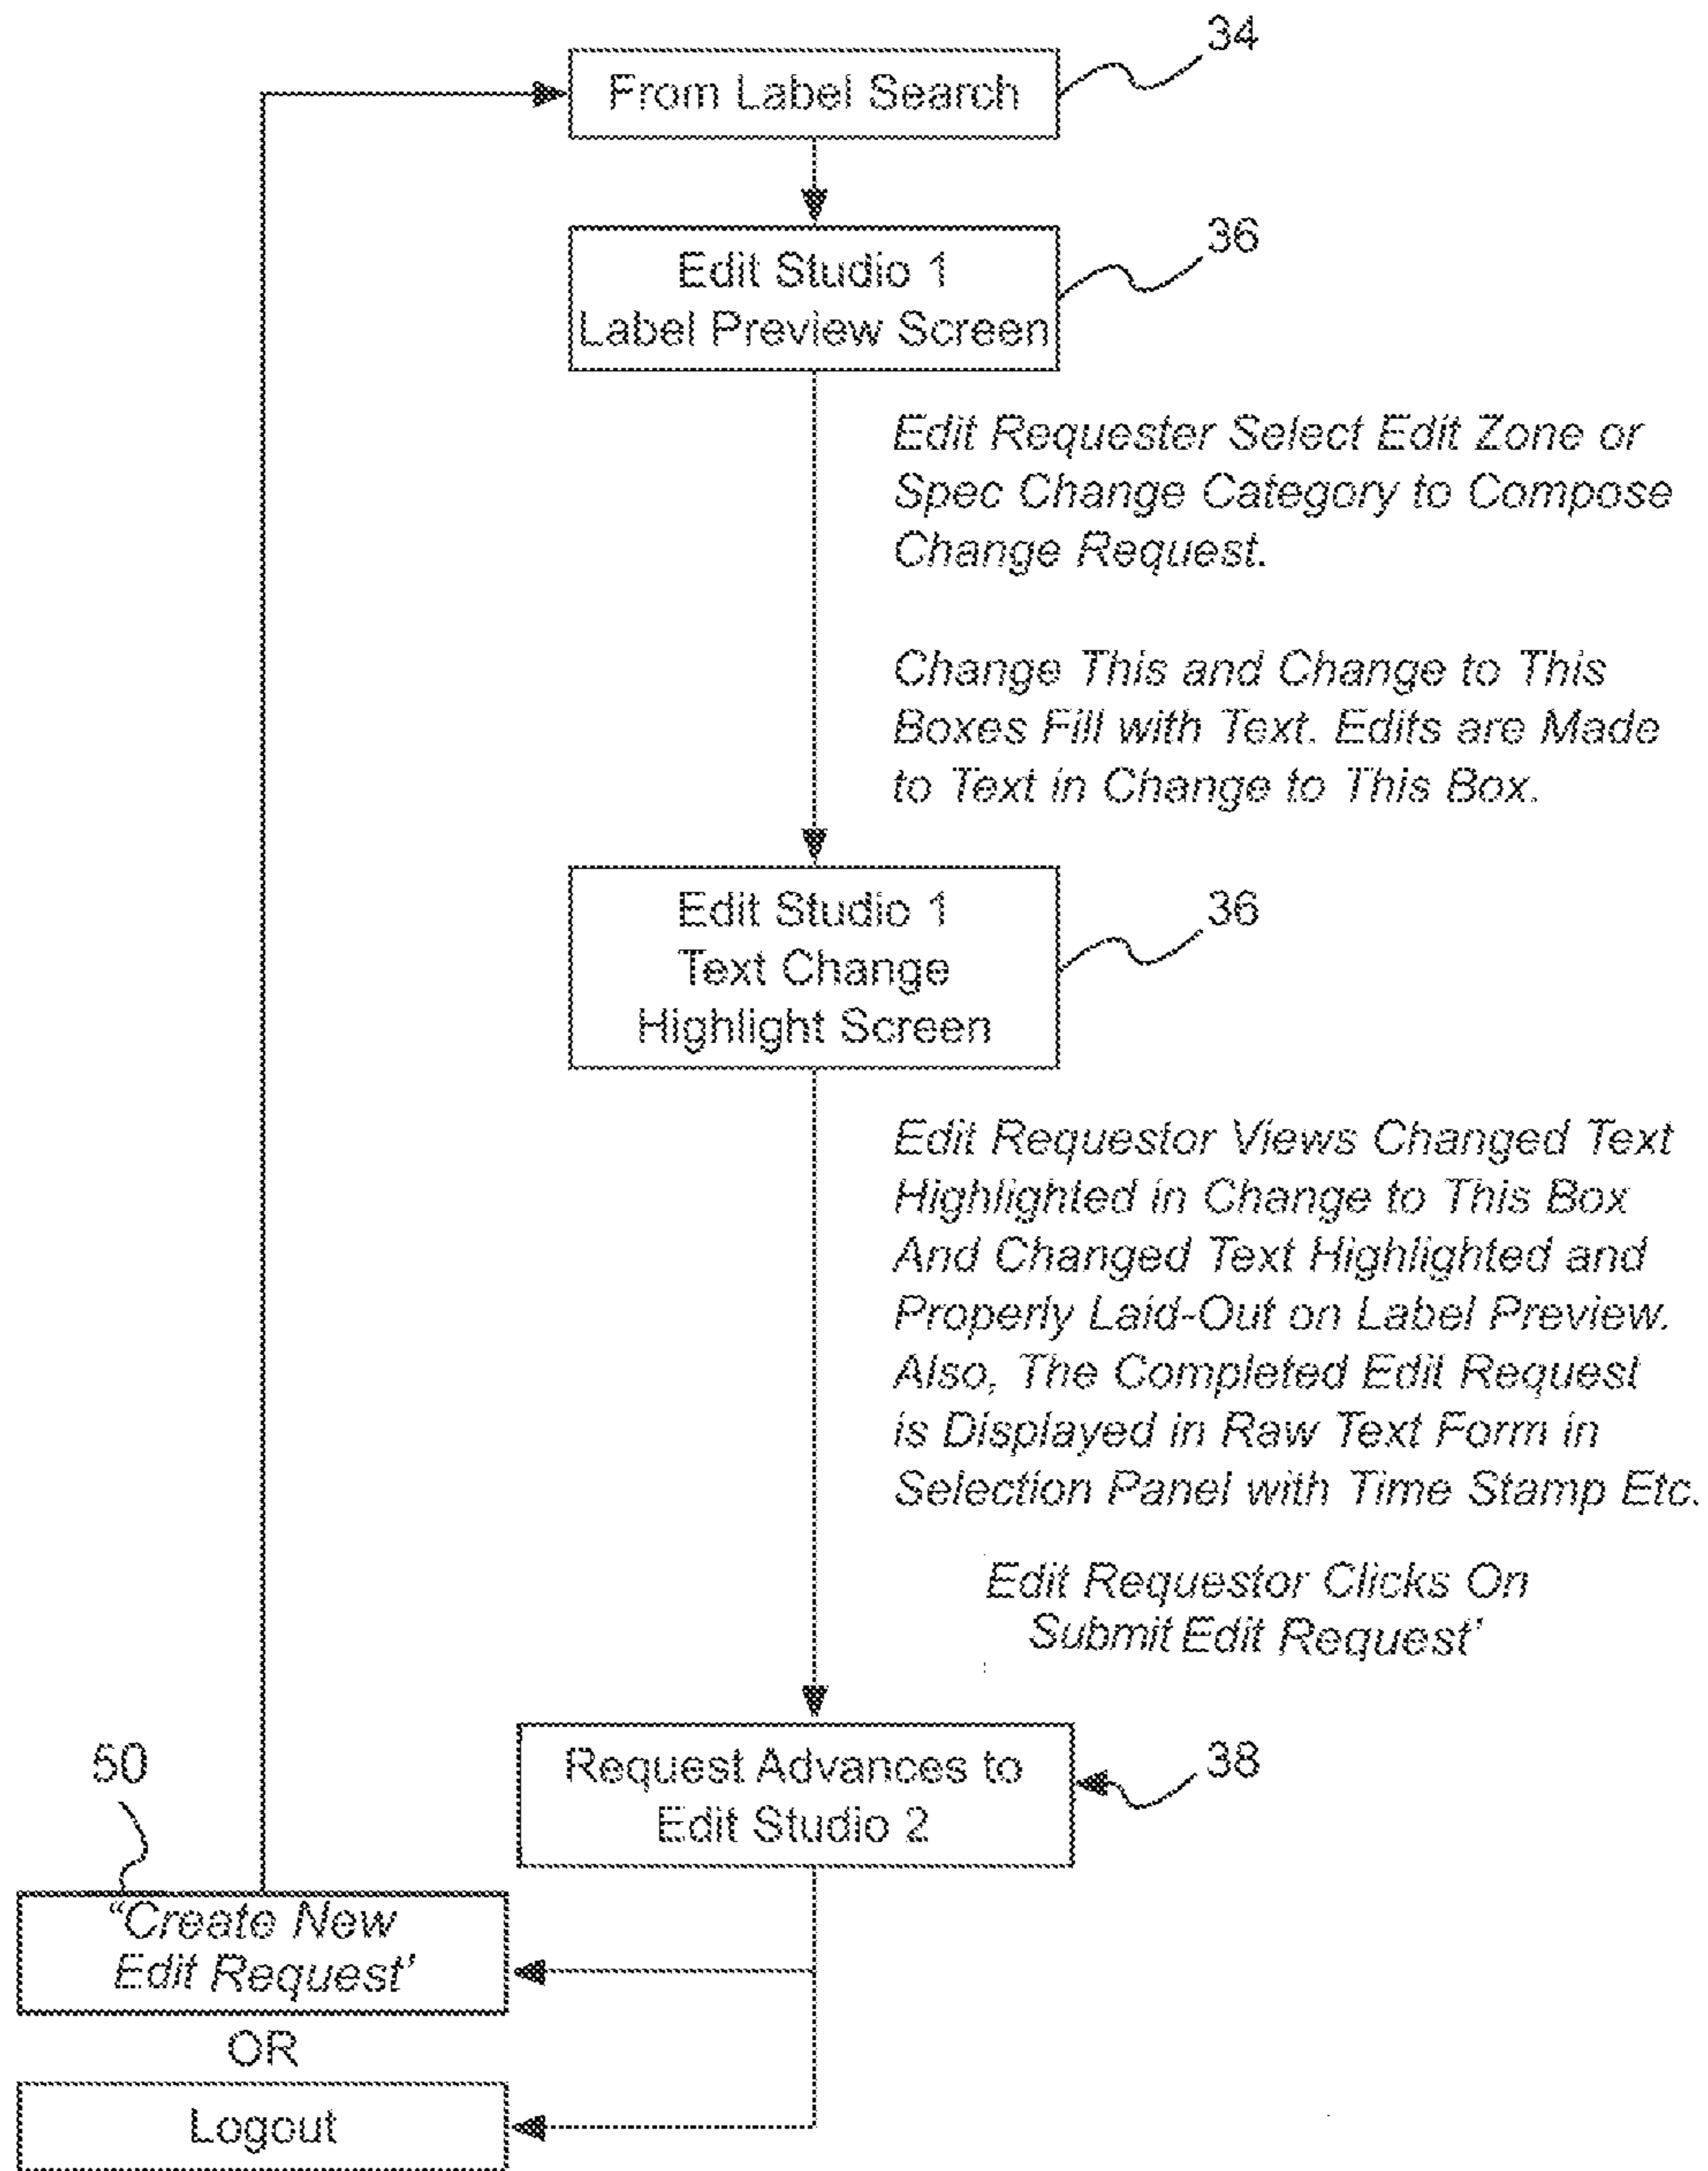 34
From Label Search
36
Edit Studio 1
Label Preview Screen
Edit Requester Select Edit Zone or
Spec Change Category to Compose
Change Request.
Change This and Change to This
Boxes Fill with Text. Edits are Made
to Text in Change to This Box.
36
Edit Studio 1
Text Change
Highlight Screen
Edit Requestor Views Changed Text
Highlighted in Change to This Box
And Changed Text Highlighted and
Properly Laid-Out on Label Preview.
Also, The Completed Edit Request
is Displayed in Raw Text Form in
Selection Panel with Time Stamp Etc.
Edit Requestor Clicks On
Submit Edit Request'
38
Request Advances to
Edit Studio 2
50
“Create New
Edit Request’
OR
Logout